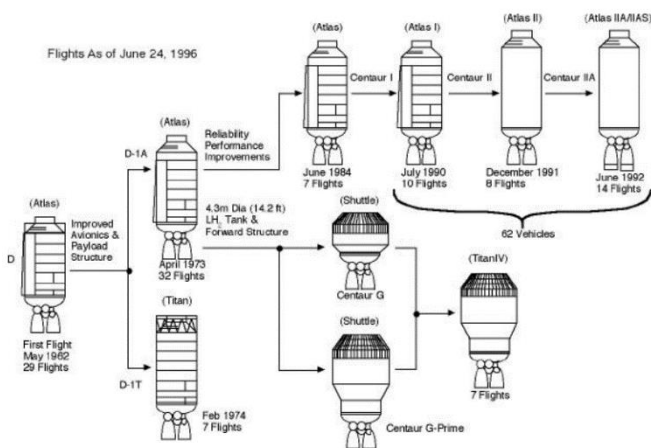 Flights As of June 24, 1996
(Atlas)
(Atlas I)
(Atlas II)
(Atlas IIA/IIAS)
Centaur I
Centaur II
Centaur IIA
June 1984
7 Flights
July 1990
10 Flights
December 1991
8 Flights
June 1992
14 Flights
62 Vehicles
(Atlas)
D-1A
Reliability
Performance
Improvements
April 1973
32 Flights
4.3m Dia (14.2 ft)
LH2 Tank &
Forward Structure
(Atlas)
D
Improved
Avionics &
Payload
Structure
First Flight
May 1962
29 Flights
(Titan)
D-1T
Feb 1974
7 Flights
(Shuttle)
Centaur G
(Shuttle)
Centaur G-Prime
(TitanIV)
7 Flights